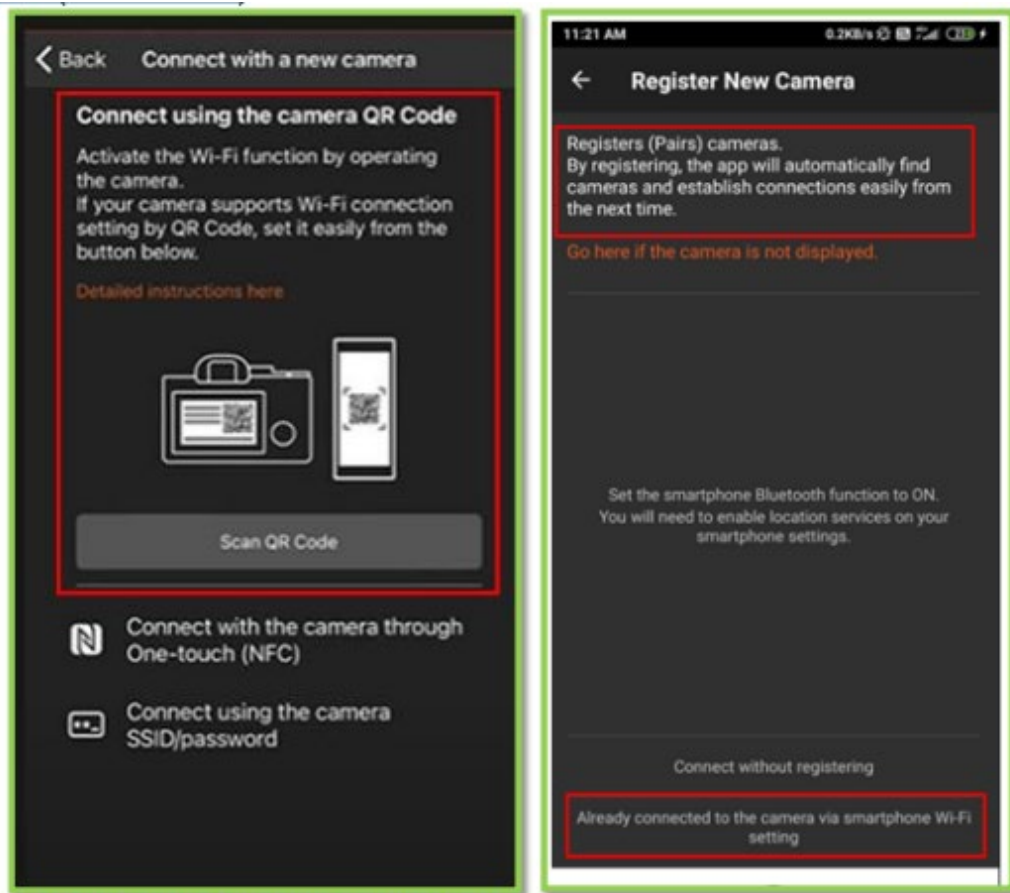 Back Connect with a new camera
Connect using the camera QR Code
Activate the Wi-Fi function by operating
the camera.
If your camera supports Wi-Fi connection
setting by QR Code, set it easily from the
button below.
Detailed instructions here
Scan QR Code
Connect with the camera through
One-touch (NFC)
Connect using the camera
SSID/password
11:21 AM 0.2KB/s
Register New Camera
Registers (Pairs) cameras.
By registering, the app will automatically find
cameras and establish connections easily from
the next time.
Go here if the camera is not displayed.
Set the smartphone Bluetooth function to ON.
You will need to enable location services on your
smartphone settings.
Connect without registering
Already connected to the camera via smartphone Wi-Fi
setting